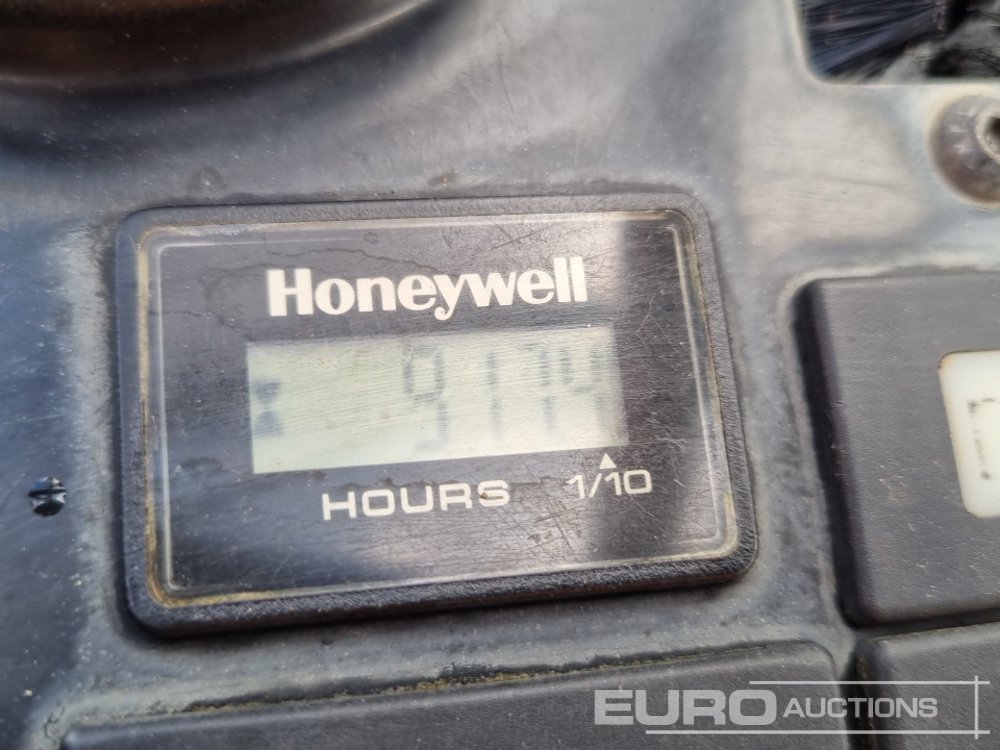 Honeywell
9174
HOURS 1/10
EURO AUCTIONS